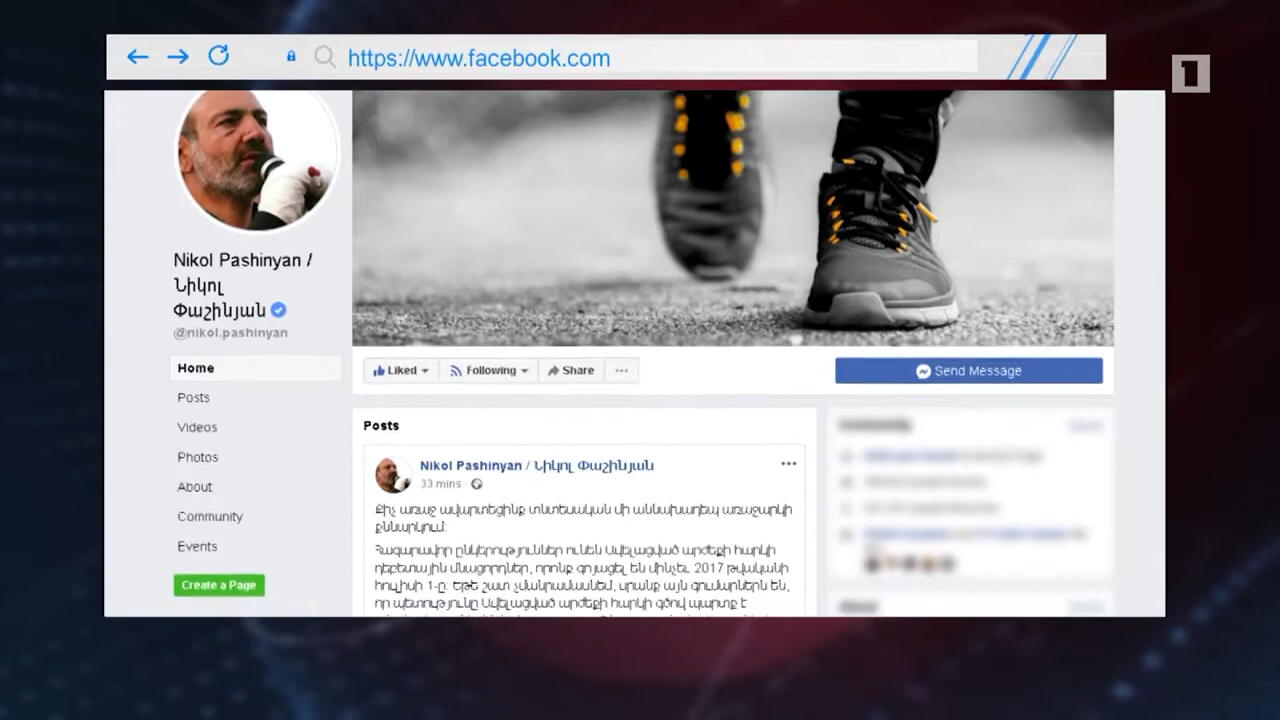 https://www.facebook.com
1
Nikol Pashinyan /
Նիկոլ
Փաշինյան
@nikol.pashinyan
Home
Posts
Videos
Photos
About
Community
Events
Create a Page
Liked
Following
Share
Send Message
Posts
Nikol Pashinyan / Նիկոլ Փաշինյան
33 mins
Քիչ առաջ ավարտեցինք տնտեսական մի աննախադեպ առաջարկի
քննարկում:
Հազարավոր ընկերություններ ունեն Ավելացված արժեքի հարկի
դեբետային մնացորդներ, որոնք գոյացել են մինչեւ 2017 թվականի
հուլիսի 1-ը: Եթե շատ չմանրամասնեմ, սրանք այն գումարներն են,
որ պետությունը Ավելացված արժեքի հարկի գծով պարտք է